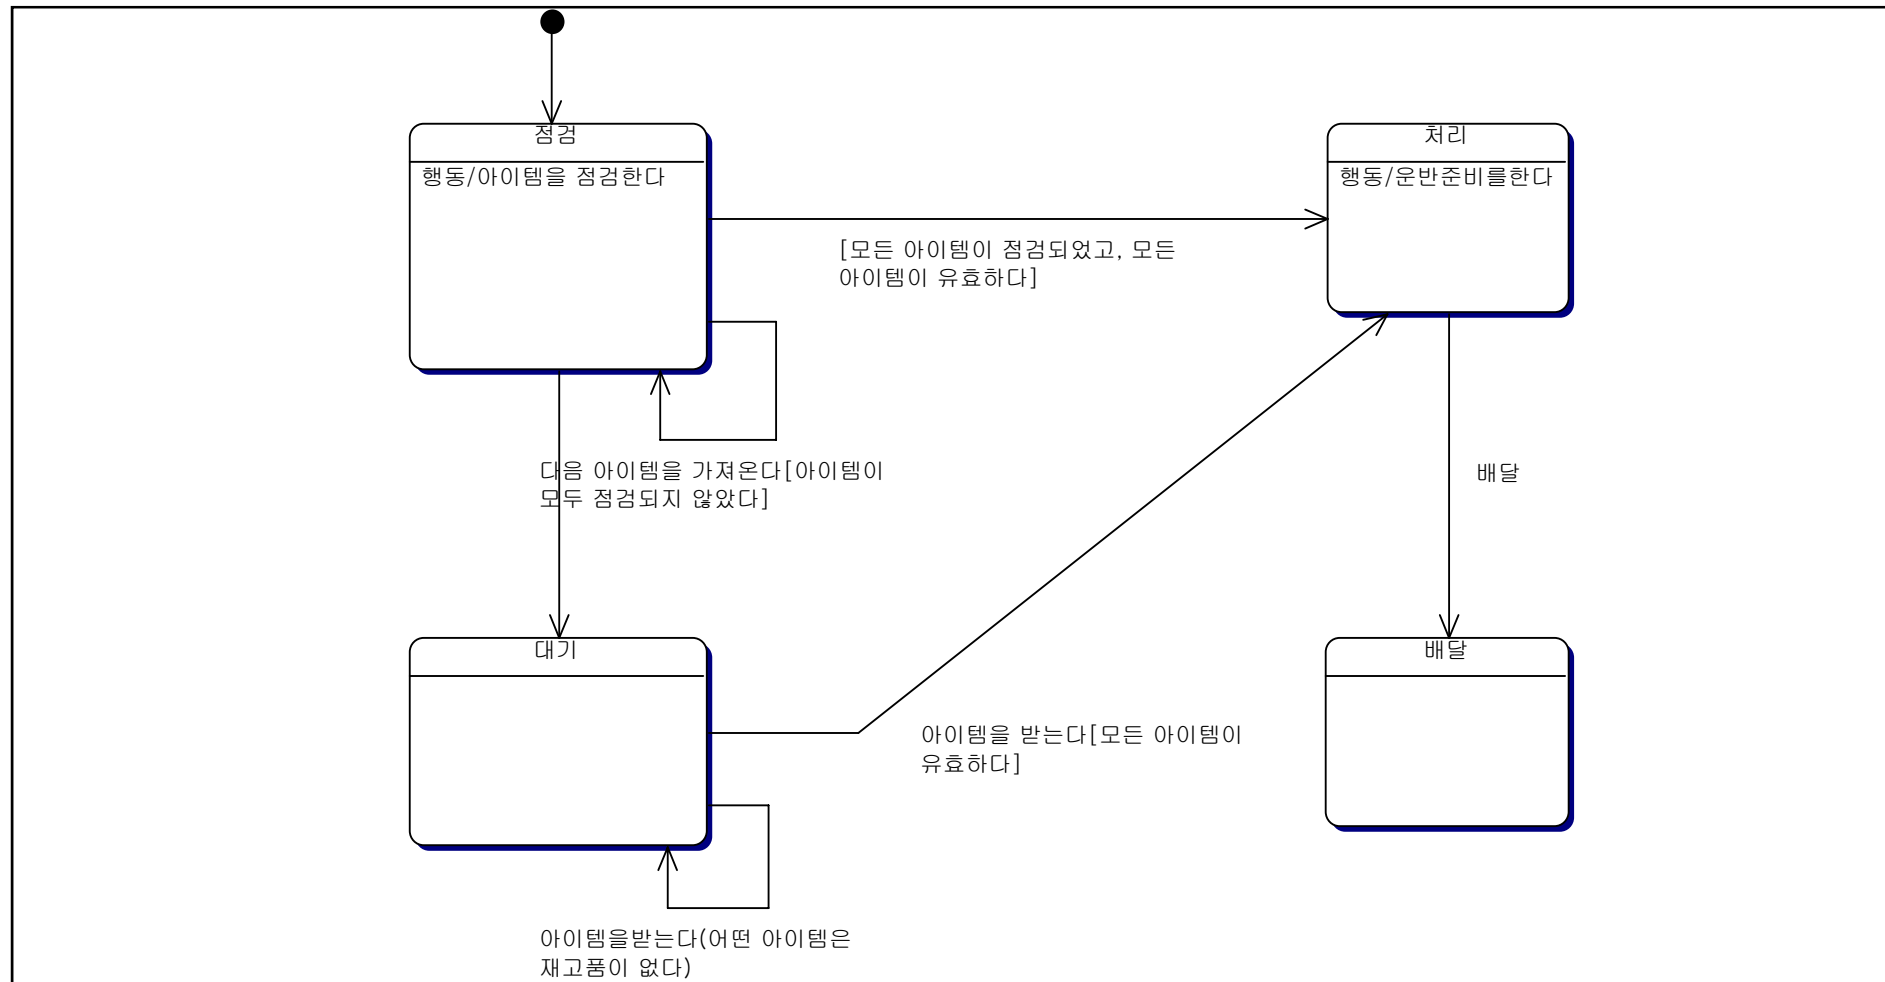 점검
행동/아이템을 점검한다
처리
행동/운반준비를한다
[모든 아이템이 점검되었고, 모든
아이템이 유효하다]
다음 아이템을 가져온다[아이템이
모두 점검되지 않았다]
배달
대기
배달
아이템을 받는다[모든 아이템이
유효하다]
아이템을받는다(어떤 아이템은
재고품이 없다)